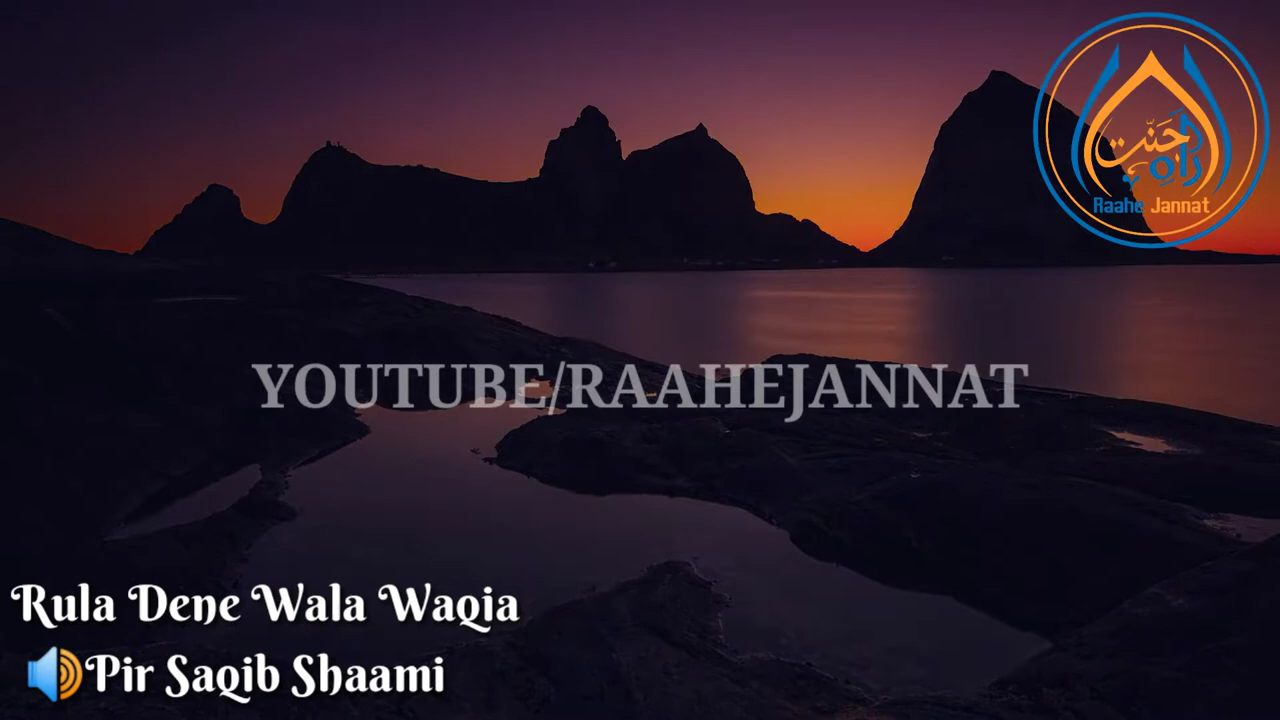 راہِ جنّت
Raahe Jannat
YOUTUBE/RAAHEJANNAT
Rula Dene Wala Waqia
Pir Saqib Shaami